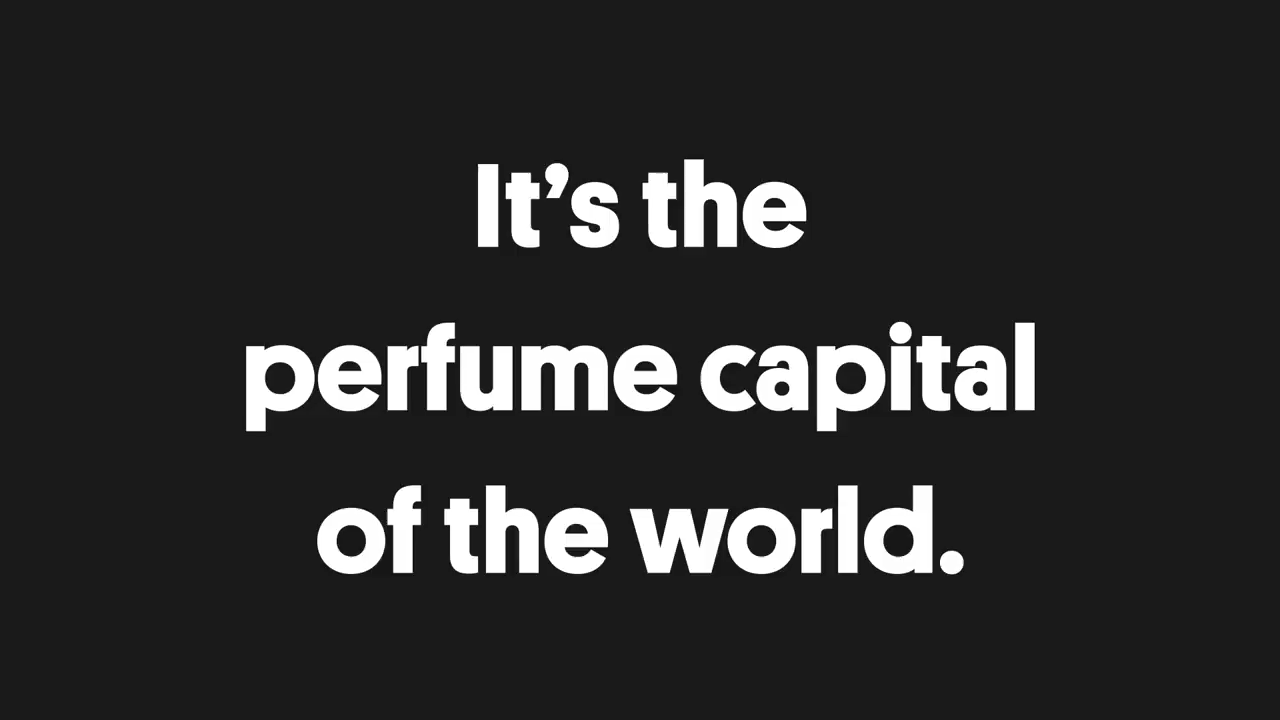 It’s the
perfume capital
of the world.